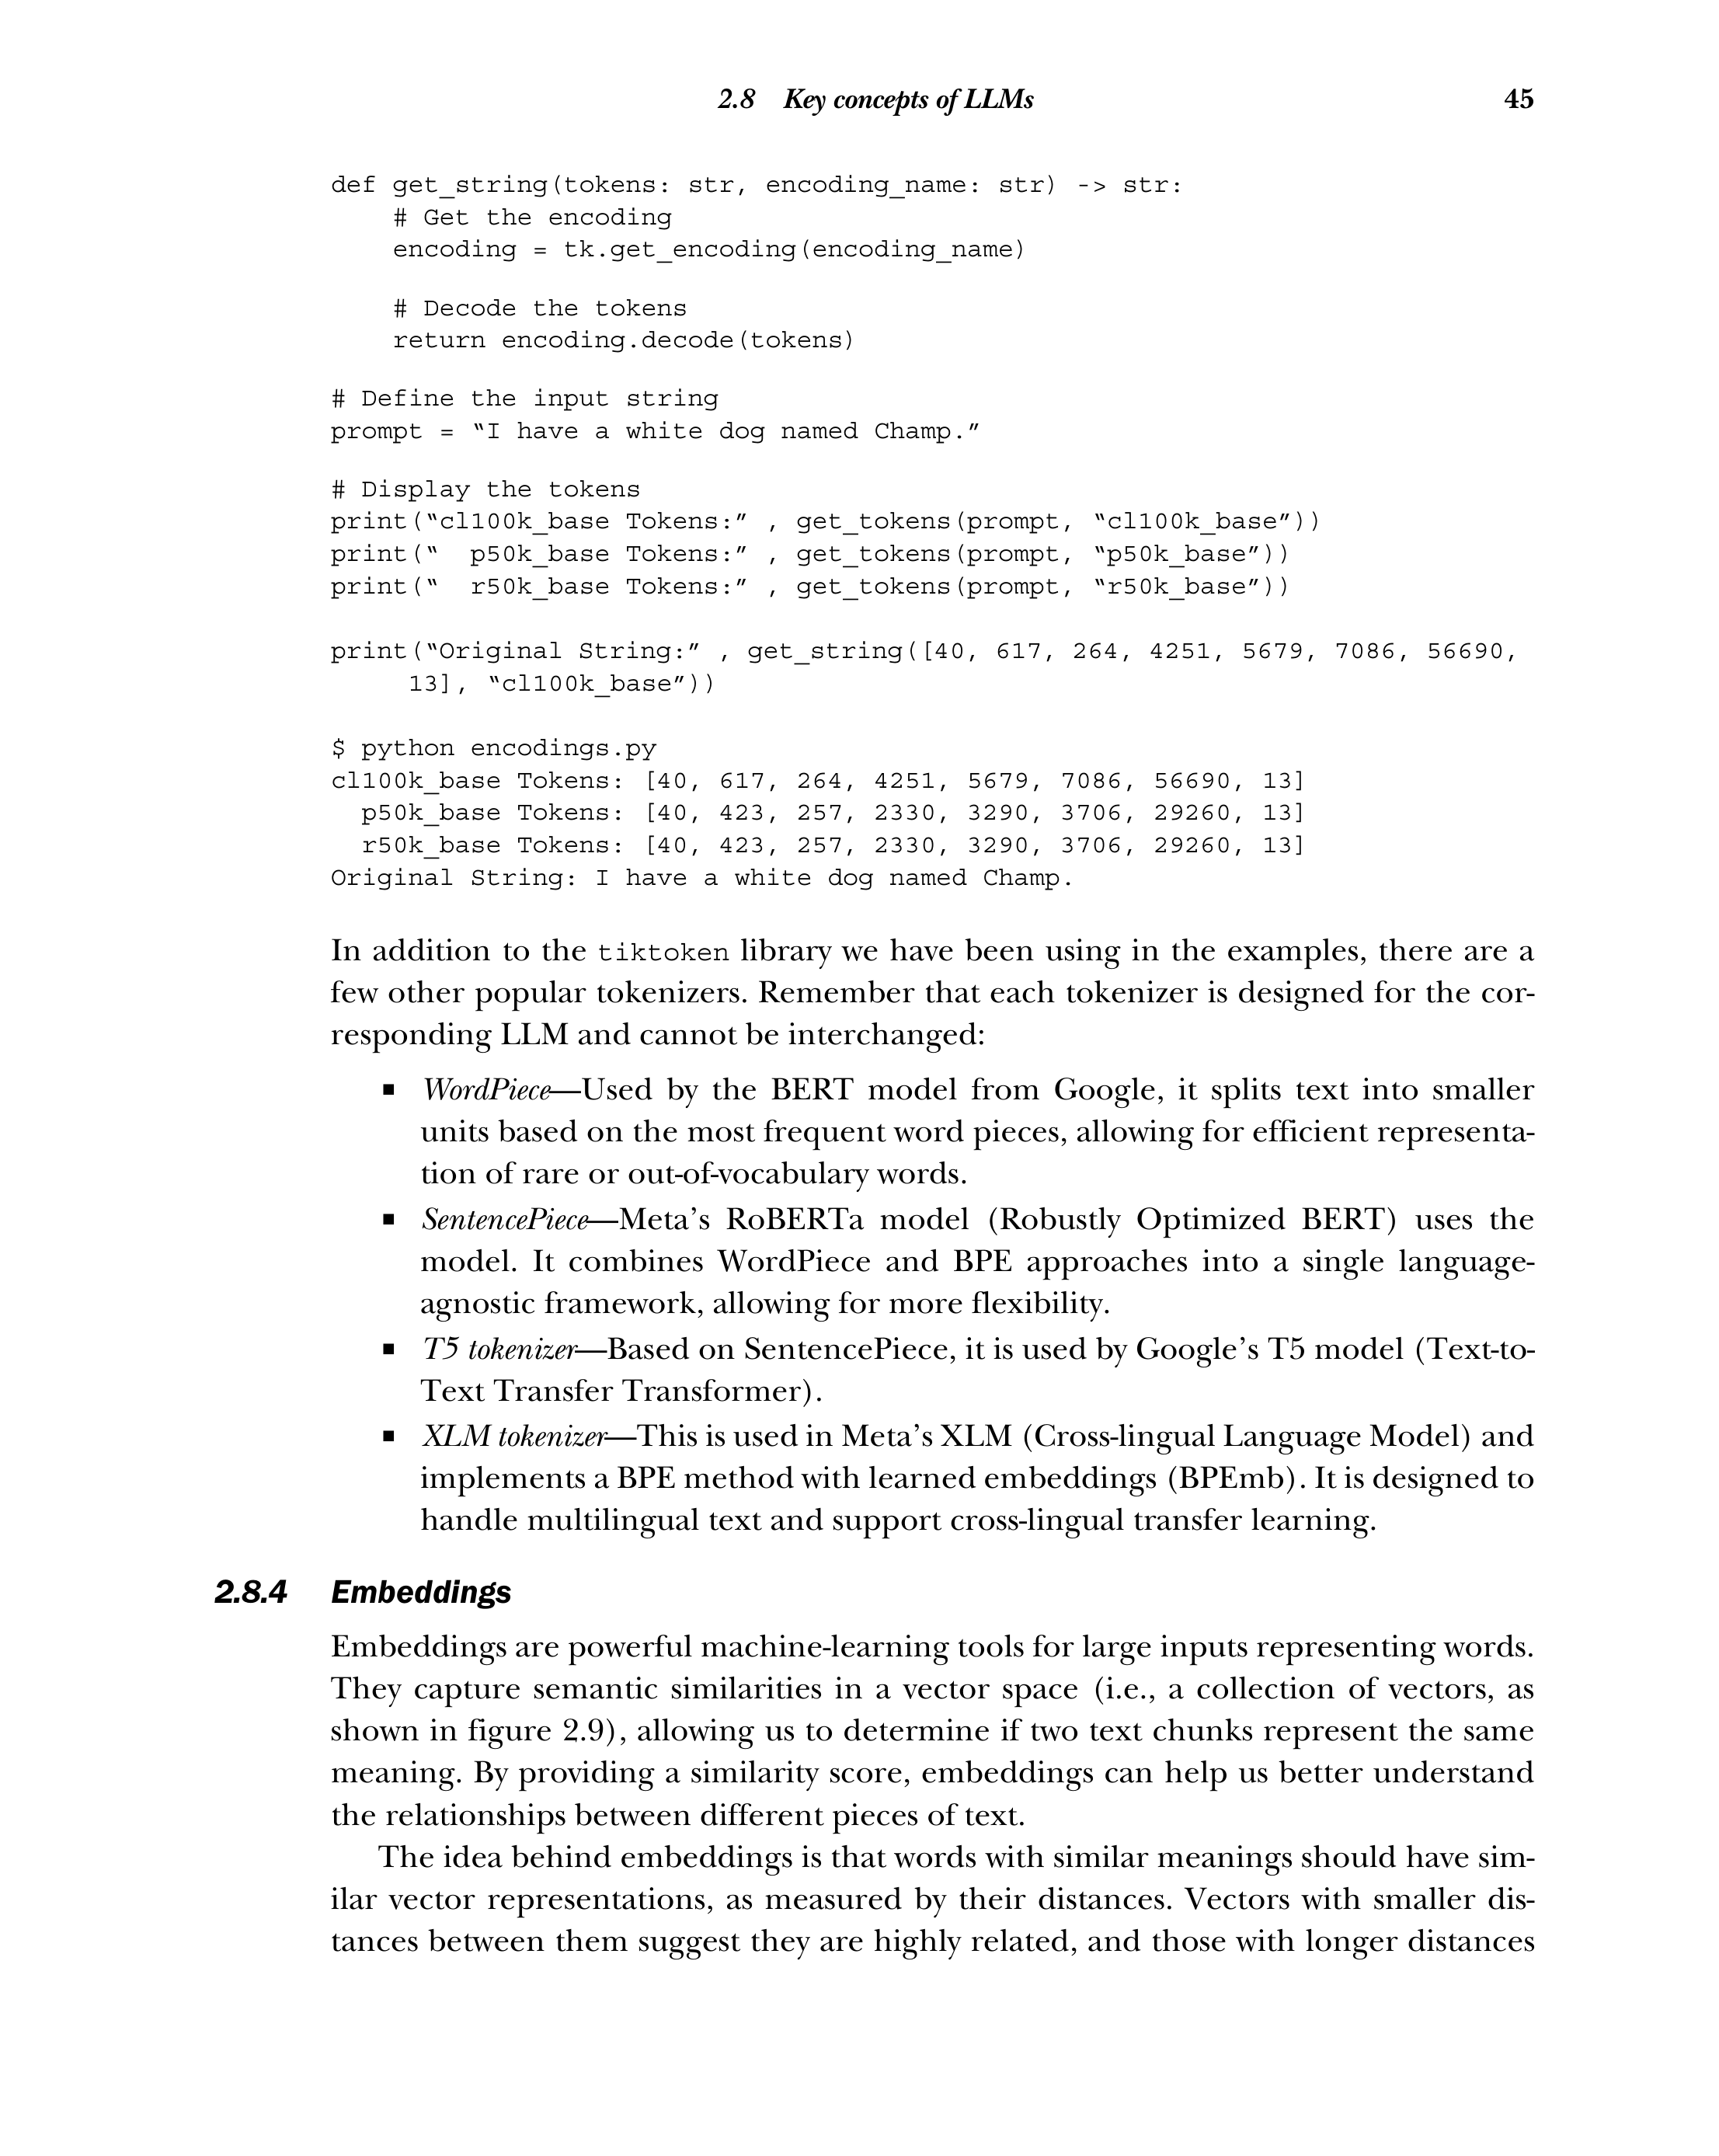 2.8 Key concepts of LLMs 45
def get_string(tokens: str, encoding_name: str) -> str:
    # Get the encoding
    encoding = tk.get_encoding(encoding_name)
    # Decode the tokens
    return encoding.decode(tokens)
# Define the input string
prompt = “I have a white dog named Champ.”
# Display the tokens
print(“cl100k_base Tokens:” , get_tokens(prompt, “cl100k_base”))
print(“  p50k_base Tokens:” , get_tokens(prompt, “p50k_base”))
print(“  r50k_base Tokens:” , get_tokens(prompt, “r50k_base”))
print(“Original String:” , get_string([40, 617, 264, 4251, 5679, 7086, 56690,
     13], “cl100k_base”))
$ python encodings.py
cl100k_base Tokens: [40, 617, 264, 4251, 5679, 7086, 56690, 13]
  p50k_base Tokens: [40, 423, 257, 2330, 3290, 3706, 29260, 13]
  r50k_base Tokens: [40, 423, 257, 2330, 3290, 3706, 29260, 13]
Original String: I have a white dog named Champ.
In addition to the tiktoken library we have been using in the examples, there are a
few other popular tokenizers. Remember that each tokenizer is designed for the cor-
responding LLM and cannot be interchanged:
▪ WordPiece—Used by the BERT model from Google, it splits text into smaller
units based on the most frequent word pieces, allowing for efficient representa-
tion of rare or out-of-vocabulary words.
▪ SentencePiece—Meta’s RoBERTa model (Robustly Optimized BERT) uses the
model. It combines WordPiece and BPE approaches into a single language-
agnostic framework, allowing for more flexibility.
▪ T5 tokenizer—Based on SentencePiece, it is used by Google’s T5 model (Text-to-
Text Transfer Transformer).
▪ XLM tokenizer—This is used in Meta’s XLM (Cross-lingual Language Model) and
implements a BPE method with learned embeddings (BPEmb). It is designed to
handle multilingual text and support cross-lingual transfer learning.
2.8.4 Embeddings
Embeddings are powerful machine-learning tools for large inputs representing words.
They capture semantic similarities in a vector space (i.e., a collection of vectors, as
shown in figure 2.9), allowing us to determine if two text chunks represent the same
meaning. By providing a similarity score, embeddings can help us better understand
the relationships between different pieces of text.
The idea behind embeddings is that words with similar meanings should have sim-
ilar vector representations, as measured by their distances. Vectors with smaller dis-
tances between them suggest they are highly related, and those with longer distances